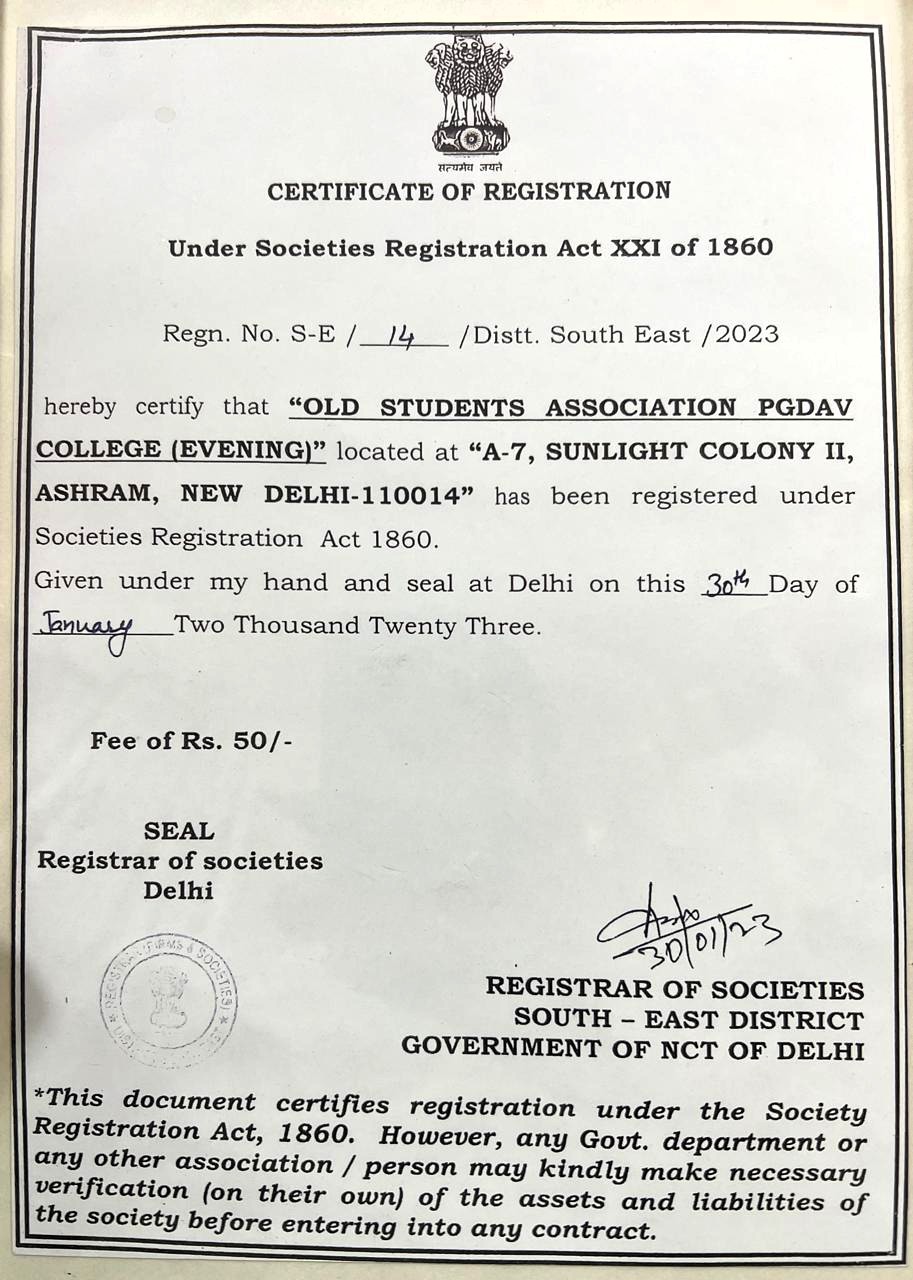 सत्यमेव जयते
CERTIFICATE OF REGISTRATION
Under Societies Registration Act XXI of 1860
Regn. No. S-E / 14 /Distt. South East /2023
hereby certify that “OLD STUDENTS ASSOCIATION PGDAV
COLLEGE (EVENING)” located at “A-7, SUNLIGHT COLONY II,
ASHRAM, NEW DELHI-110014” has been registered under
Societies Registration Act 1860.
Given under my hand and seal at Delhi on this 30th Day of
January Two Thousand Twenty Three.
Fee of Rs. 50/-
SEAL
Registrar of societies
Delhi
FIRMS & SOCIETIES
30/01/23
REGISTRAR OF SOCIETIES
SOUTH – EAST DISTRICT
GOVERNMENT OF NCT OF DELHI
*This document certifies registration under the Society
Registration Act, 1860. However, any Govt. department or
any other association / person may kindly make necessary
verification (on their own) of the assets and liabilities of
the society before entering into any contract.